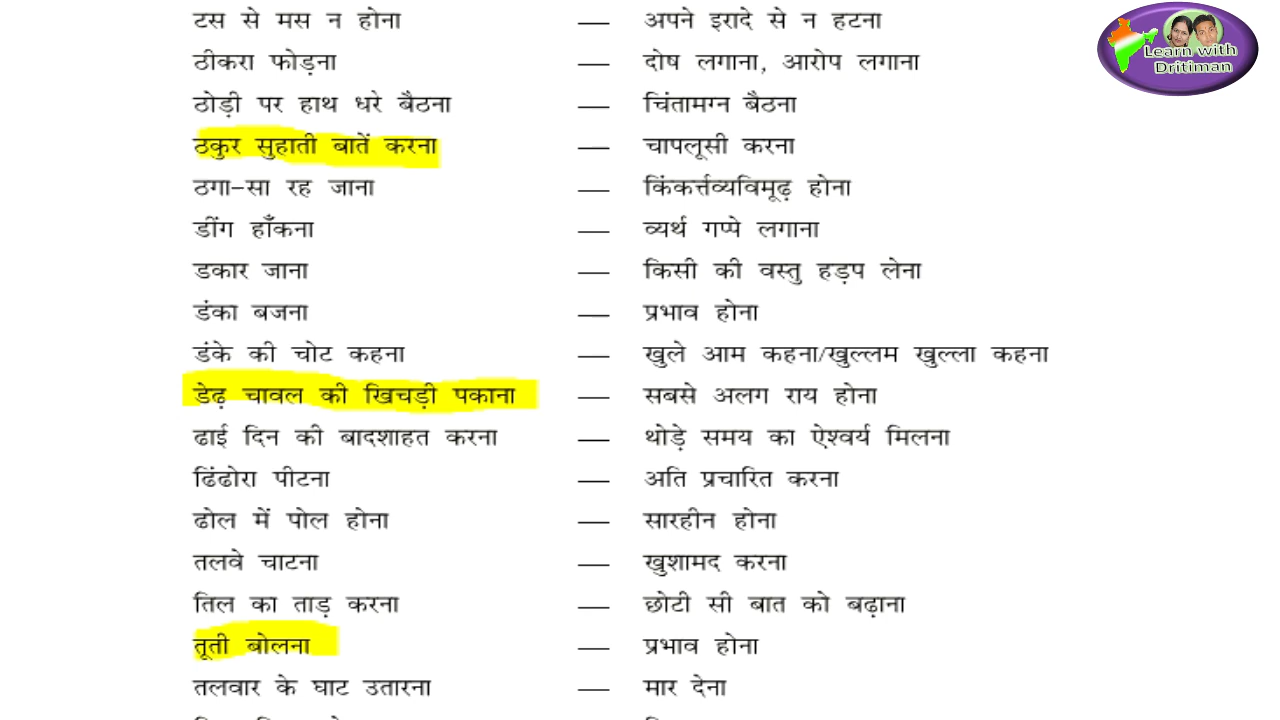 टस से मस न होना — अपने इरादे से न हटना
ठीकरा फोड़ना — दोष लगाना, आरोप लगाना
ठोड़ी पर हाथ धरे बैठना — चिंतामग्न बैठना
ठकुर सुहाती बातें करना — चापलूसी करना
ठगा-सा रह जाना — किंकर्त्तव्यविमूढ़ होना
डींग हाँकना — व्यर्थ गप्पे लगाना
डकार जाना — किसी की वस्तु हड़प लेना
डंका बजना — प्रभाव होना
डंके की चोट कहना — खुले आम कहना/खुल्लम खुल्ला कहना
डेढ़ चावल की खिचड़ी पकाना — सबसे अलग राय होना
ढाई दिन की बादशाहत करना — थोड़े समय का ऐश्वर्य मिलना
ढिंढोरा पीटना — अति प्रचारित करना
ढोल में पोल होना — सारहीन होना
तलवे चाटना — खुशामद करना
तिल का ताड़ करना — छोटी सी बात को बढ़ाना
तूती बोलना — प्रभाव होना
तलवार के घाट उतारना — मार देना
Learn with
Dritiman